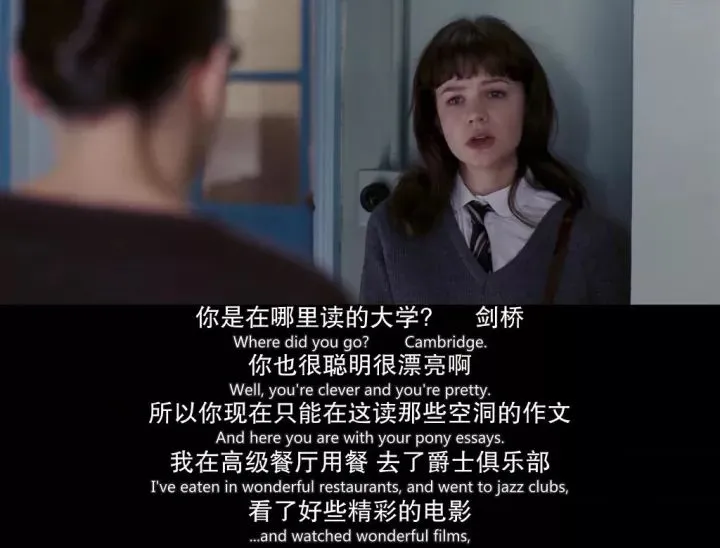 你是在哪里读的大学？ 剑桥
Where did you go? Cambridge.
你也很聪明很漂亮啊
Well, you're clever and you're pretty.
所以你现在只能在这读那些空洞的作文
And here you are with your pony essays.
我在高级餐厅用餐 去了爵士俱乐部
I've eaten in wonderful restaurants, and went to jazz clubs,
看了好些精彩的电影
...and watched wonderful films,